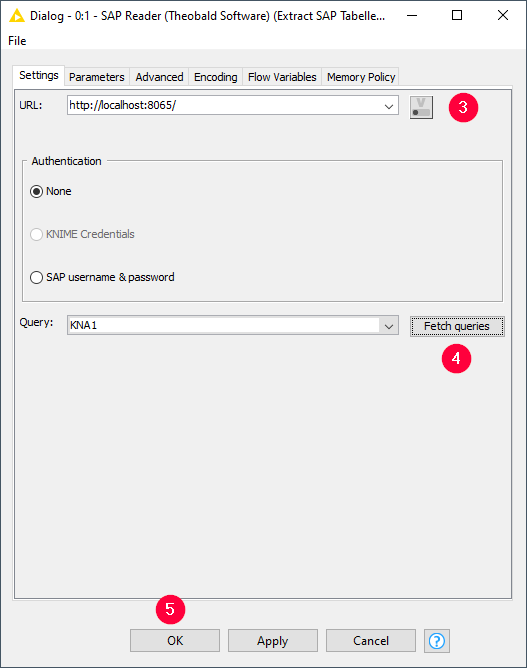 Dialog - 0:1 - SAP Reader (Theobald Software) (Extract SAP Tabelle...
File
Settings Parameters Advanced Encoding Flow Variables Memory Policy
URL: http://localhost:8065/ V 3
Authentication
None
KNIME Credentials
SAP username & password
Query: KNA1 Fetch queries
4
5
OK Apply Cancel ?